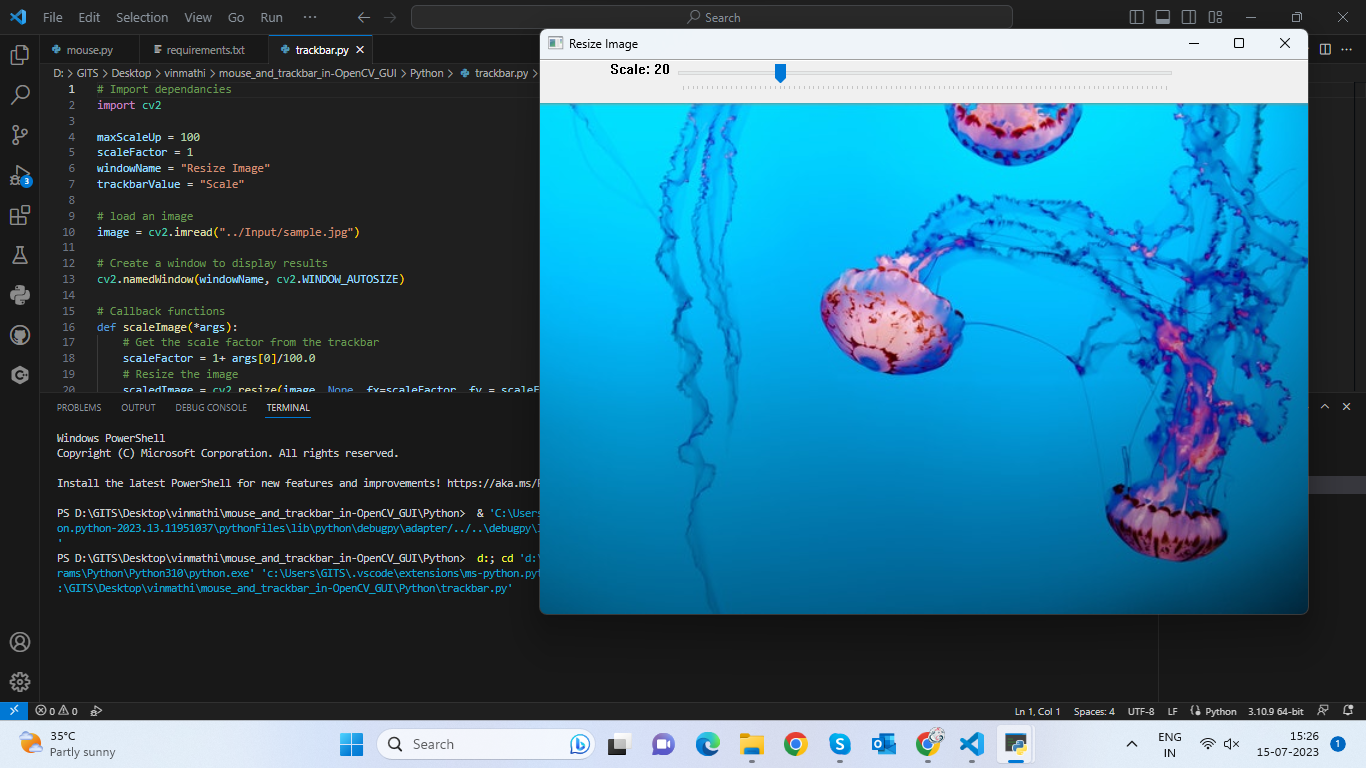 File Edit Selection View Go Run ··· Search
mouse.py requirements.txt trackbar.py
D: > GITS > Desktop > vinmathi > mouse_and_trackbar_in-OpenCV_GUI > Python > trackbar.py >
1 # Import dependancies
2 import cv2
3
4 maxScaleUp = 100
5 scaleFactor = 1
6 windowName = "Resize Image"
7 trackbarValue = "Scale"
8
9 # load an image
10 image = cv2.imread("../Input/sample.jpg")
11
12 # Create a window to display results
13 cv2.namedWindow(windowName, cv2.WINDOW_AUTOSIZE)
14
15 # Callback functions
16 def scaleImage(*args):
17 # Get the scale factor from the trackbar
18 scaleFactor = 1+ args[0]/100.0
19 # Resize the image
20 scaledImage = cv2.resize(image, None, fx=scaleFactor, fy = scaleF
Resize Image
Scale: 20
PROBLEMS OUTPUT DEBUG CONSOLE TERMINAL
Windows PowerShell
Copyright (C) Microsoft Corporation. All rights reserved.
Install the latest PowerShell for new features and improvements! https://aka.ms/
PS D:\GITS\Desktop\vinmathi\mouse_and_trackbar_in-OpenCV_GUI\Python> & 'C:\Users
on.python-2023.13.11951037\pythonFiles\lib\python\debugpy\adapter/../..\debugpy\
'
PS D:\GITS\Desktop\vinmathi\mouse_and_trackbar_in-OpenCV_GUI\Python> d:; cd 'd:\
rams\Python\Python310\python.exe' 'c:\Users\GITS\.vscode\extensions\ms-python.pyt
:\GITS\Desktop\vinmathi\mouse_and_trackbar_in-OpenCV_GUI\Python\trackbar.py'
3
0 0 Ln 1, Col 1 Spaces: 4 UTF-8 LF Python 3.10.9 64-bit
35°C
Partly sunny
Search
ENG
IN
15:26
15-07-2023
1